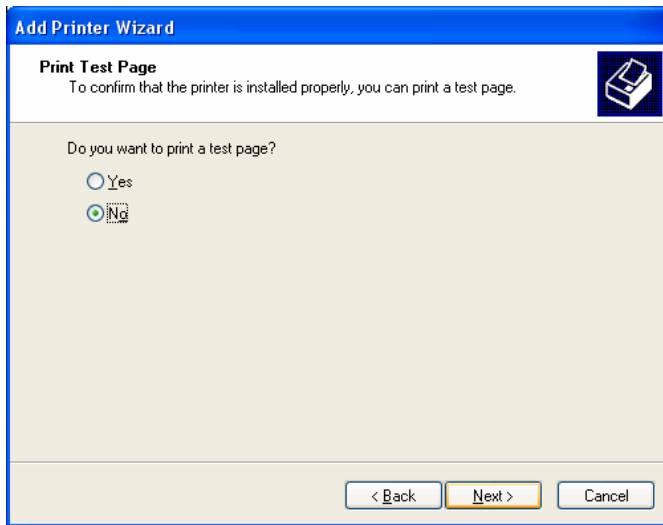 Add Printer Wizard
Print Test Page
To confirm that the printer is installed properly, you can print a test page.
Do you want to print a test page?
Yes
No
< Back Next > Cancel